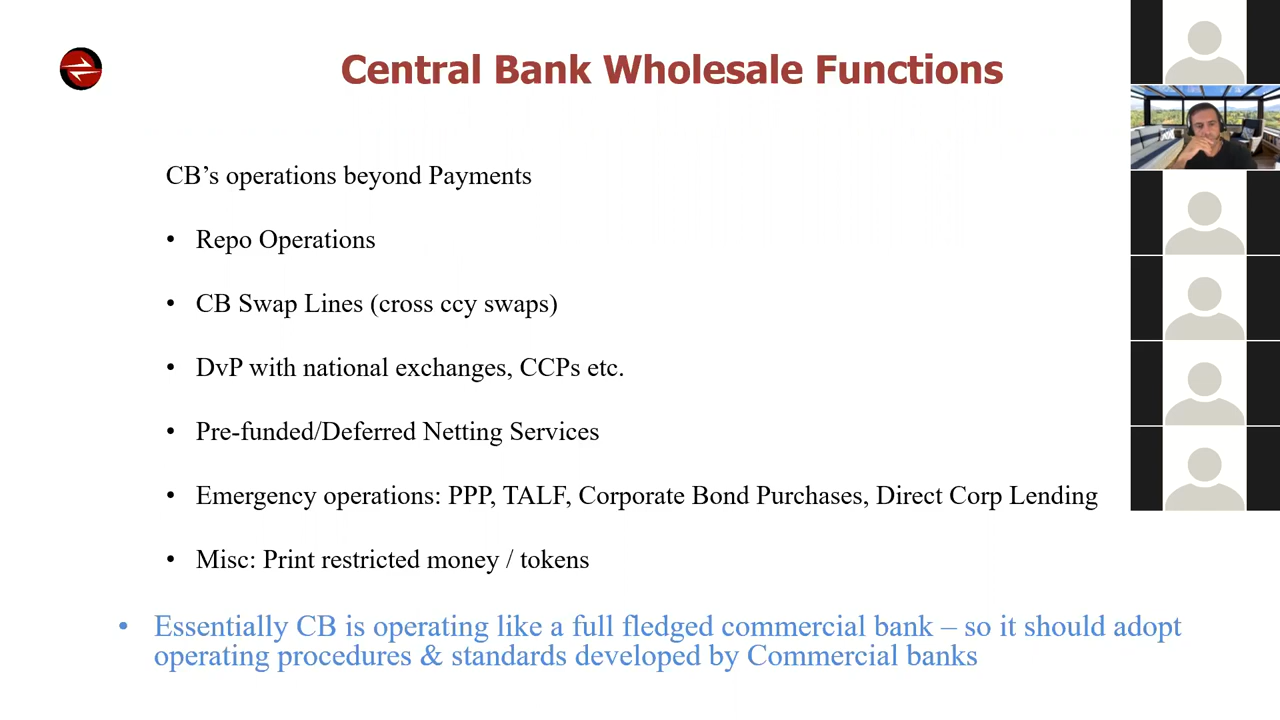 Central Bank Wholesale Functions
CB’s operations beyond Payments
• Repo Operations
• CB Swap Lines (cross ccy swaps)
• DvP with national exchanges, CCPs etc.
• Pre-funded/Deferred Netting Services
• Emergency operations: PPP, TALF, Corporate Bond Purchases, Direct Corp Lending
• Misc: Print restricted money / tokens
• Essentially CB is operating like a full fledged commercial bank – so it should adopt
operating procedures & standards developed by Commercial banks